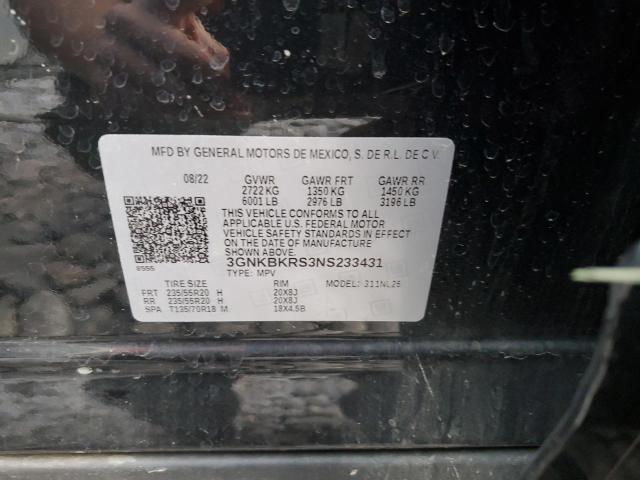 MFD BY GENERAL MOTORS DE MEXICO, S. DE R.L. DE C.V.
08/22 GVWR GAWR FRT GAWR RR
2722 KG 1350 KG 1450 KG
6001 LB 2976 LB 3196 LB
THIS VEHICLE CONFORMS TO ALL
APPLICABLE U.S. FEDERAL MOTOR
VEHICLE SAFETY STANDARDS IN EFFECT
ON THE DATE OF MANUFACTURE
SHOWN ABOVE.
3GNKBKRS3NS233431
TYPE: MPV MODEL: 311NL26
TIRE SIZE RIM
FRT 235/55R20 H 20X8J
RR 235/55R20 H 20X8J
SPA T135/70R18 M 18X4.5B